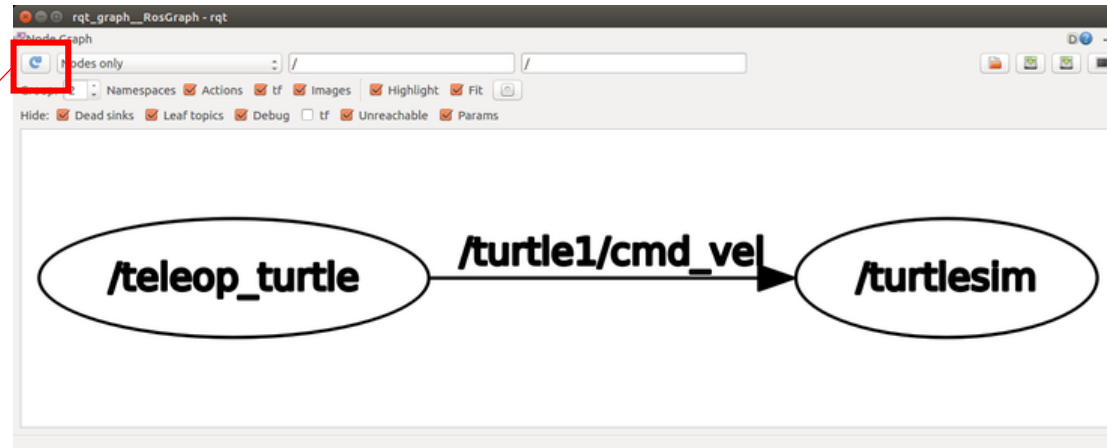 rqt_graph__RosGraph - rqt
Node Graph
D
Nodes only / /
2 Namespaces Actions tf Images Highlight Fit
Hide: Dead sinks Leaf topics Debug tf Unreachable Params
/teleop_turtle /turtle1/cmd_vel /turtlesim